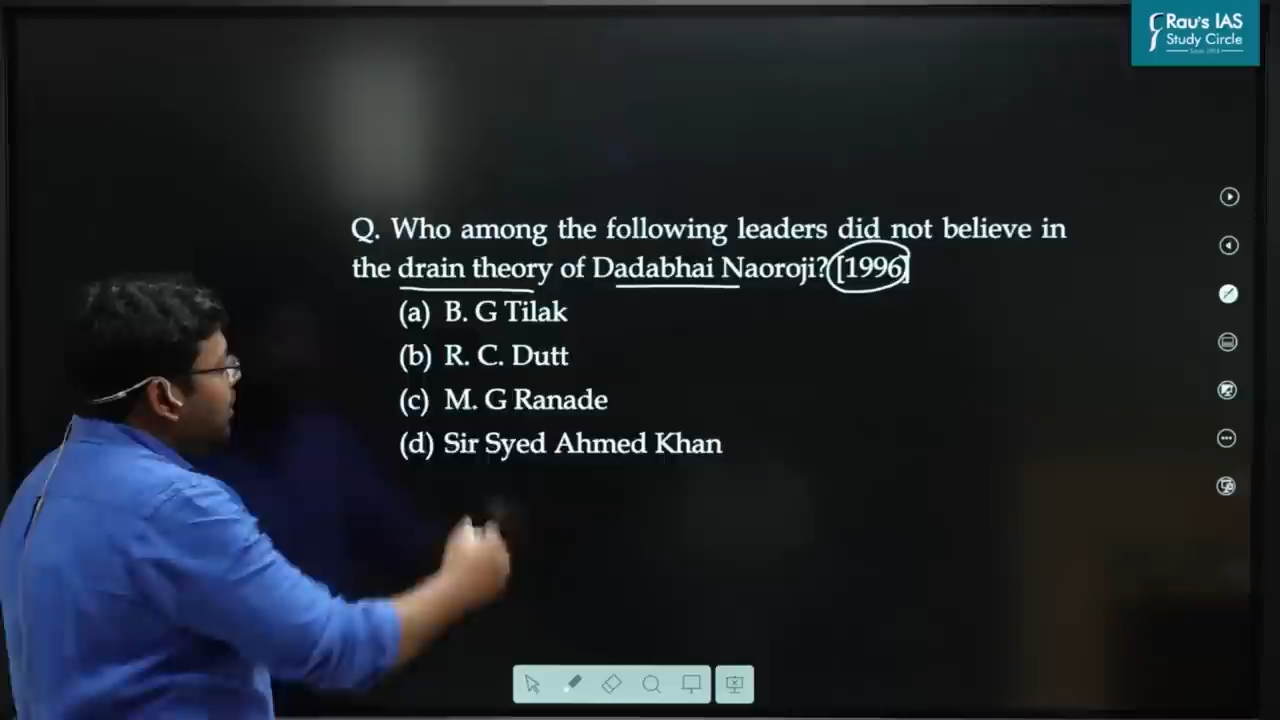 Rau's IAS
Study Circle
Q. Who among the following leaders did not believe in
the drain theory of Dadabhai Naoroji? [1996]
(a) B. G Tilak
(b) R. C. Dutt
(c) M. G Ranade
(d) Sir Syed Ahmed Khan